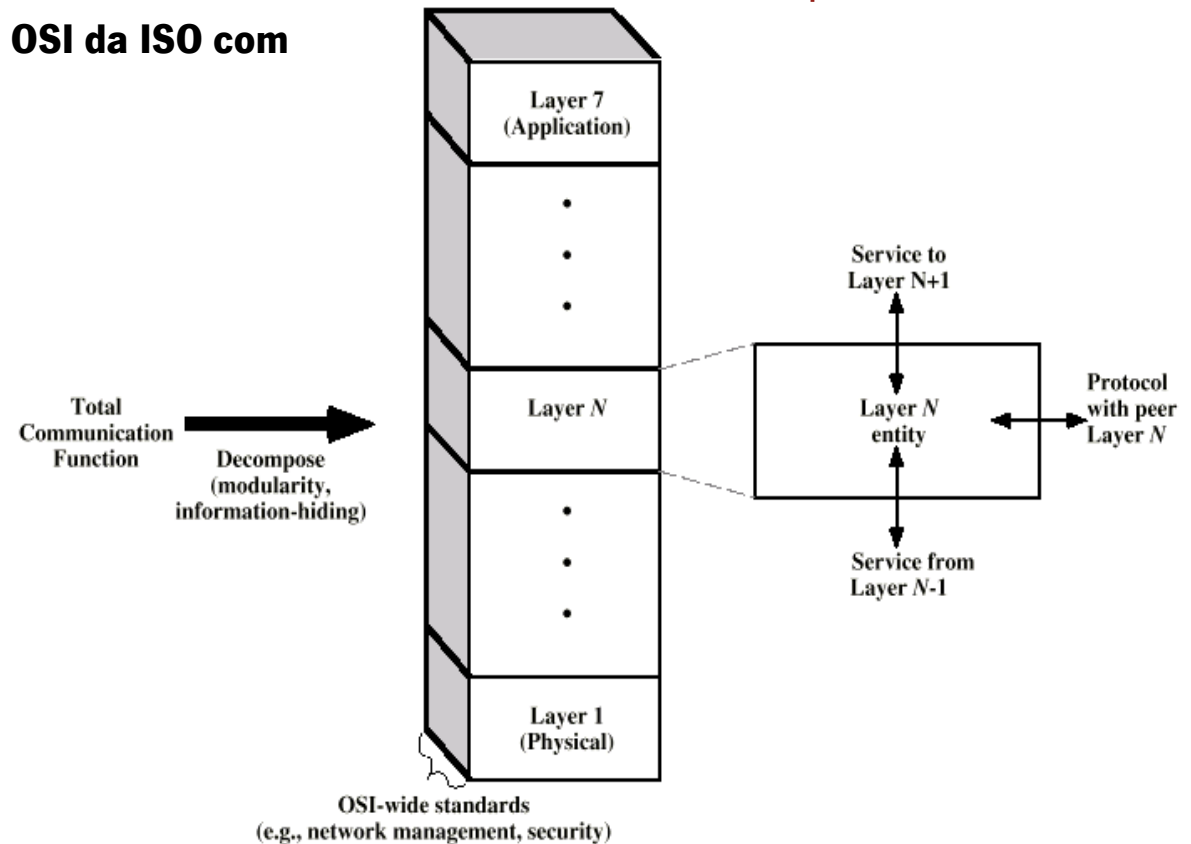 OSI da ISO com
Layer 7
(Application)
Service to
Layer N+1
Total
Communication
Function
Decompose
(modularity,
information-hiding)
Layer N
Layer N
entity
Protocol
with peer
Layer N
Service from
Layer N-1
Layer 1
(Physical)
OSI-wide standards
(e.g., network management, security)